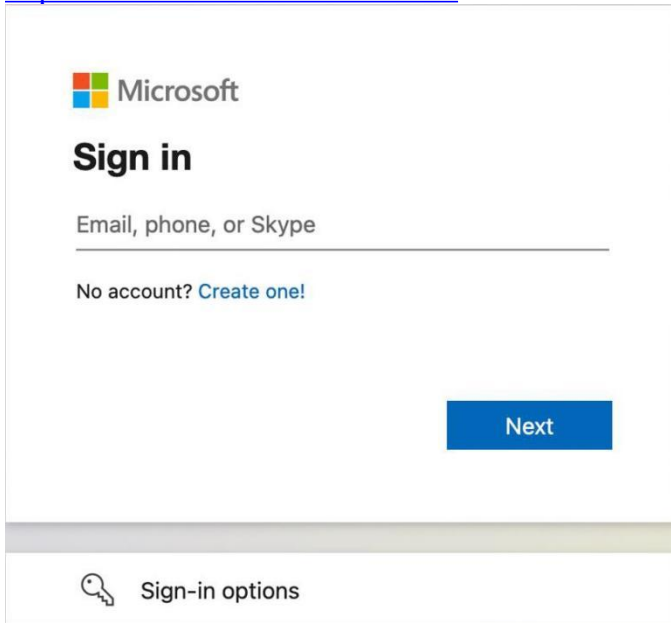 Microsoft
Sign in
Email, phone, or Skype
No account? Create one!
Next
Sign-in options